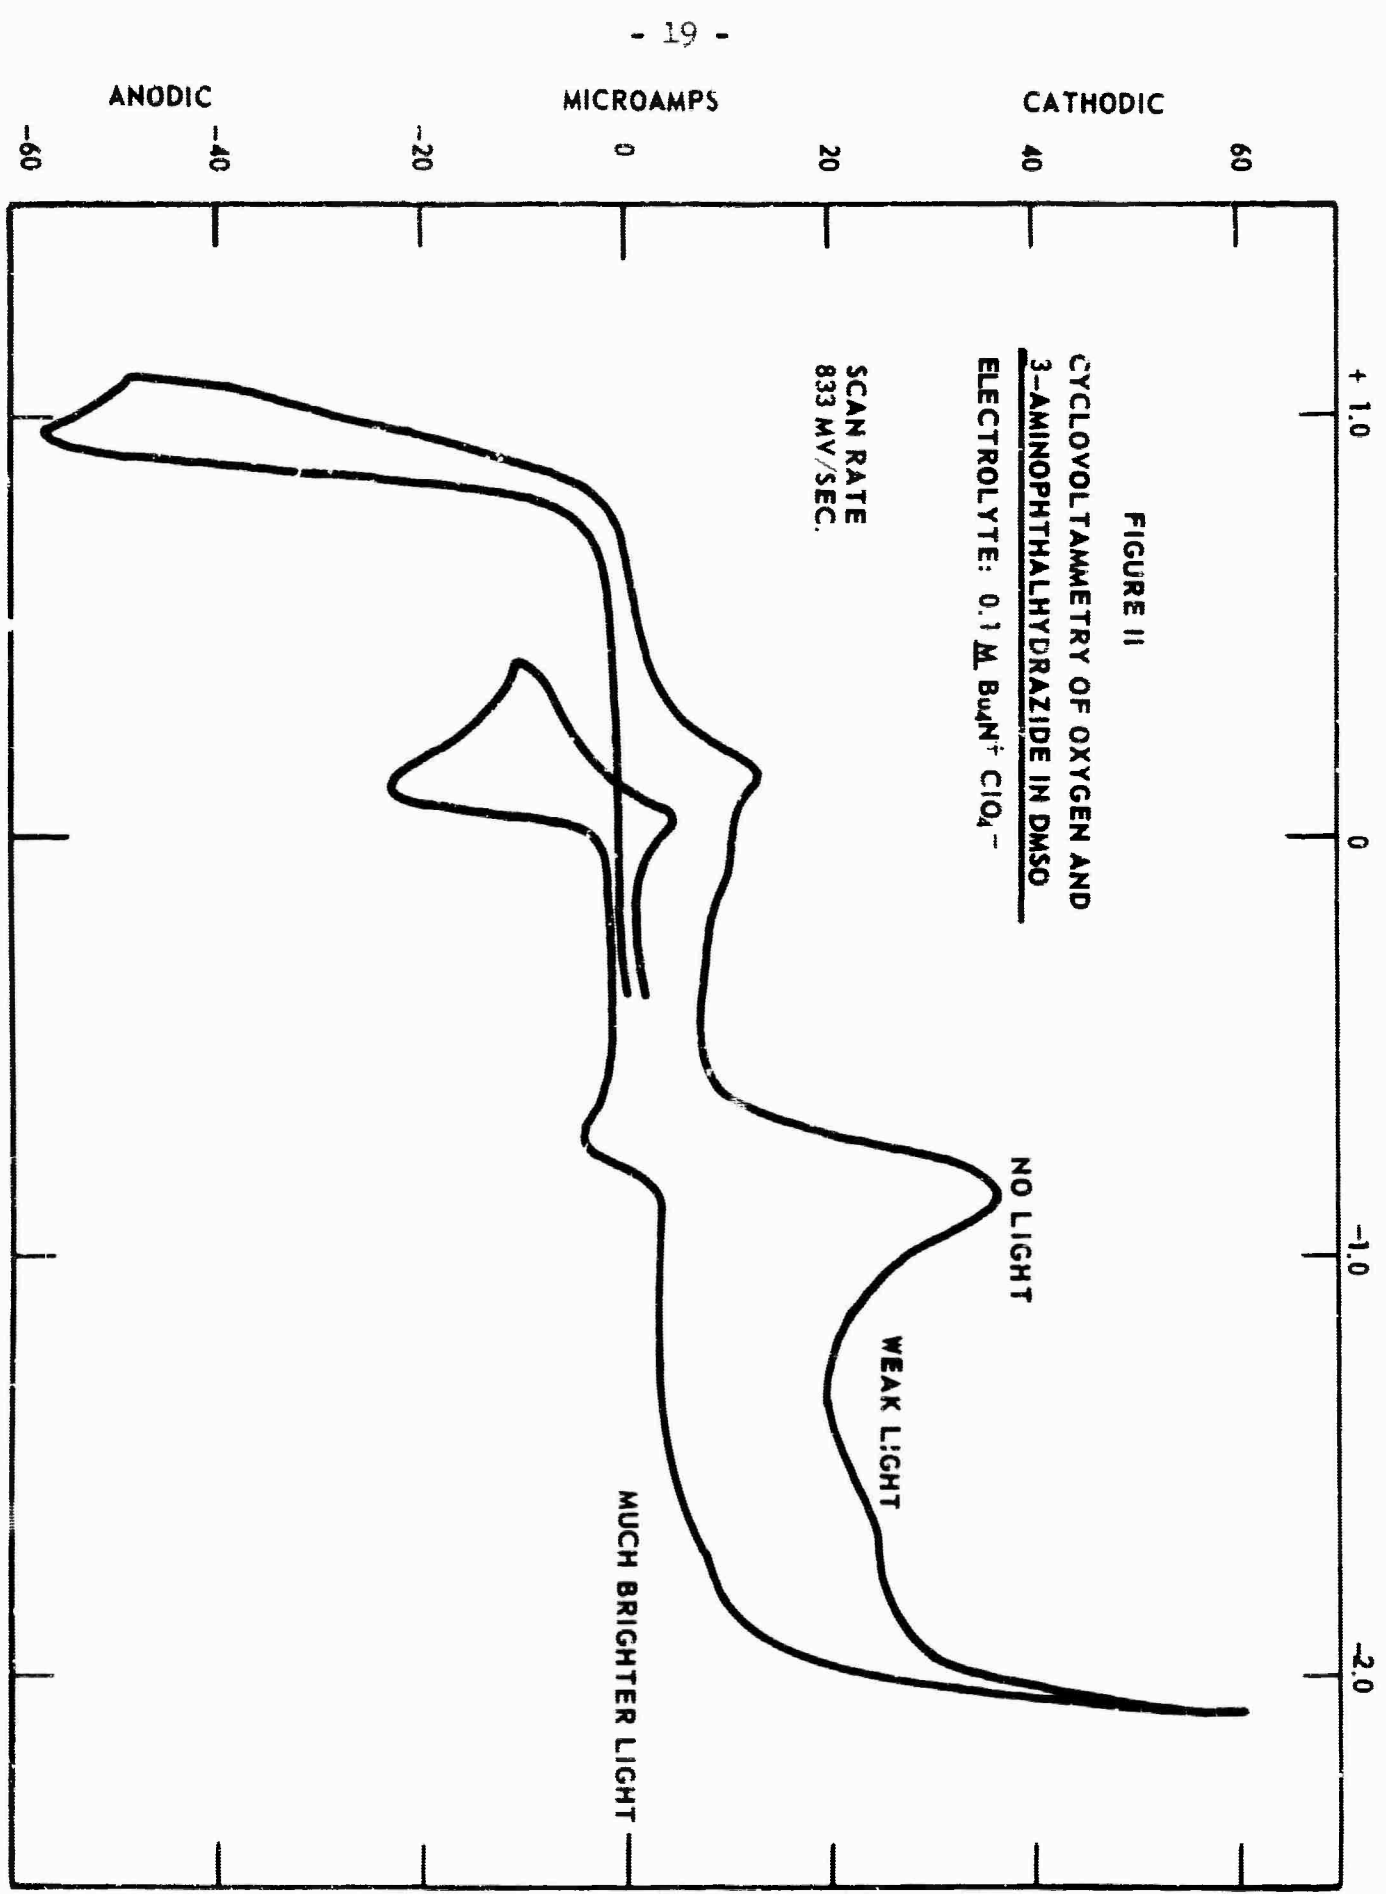 - 19 -
ANODIC MICROAMPS CATHODIC
-60 -40 -20 0 20 40 60
+ 1.0 0 -1.0 -2.0
FIGURE II
CYCLOVOLTAMMETRY OF OXYGEN AND
3-AMINOPHTHALHYDRAZIDE IN DMSO
ELECTROLYTE: 0.1 M Bu4N+ ClO4-
SCAN RATE
833 MV/SEC.
NO LIGHT
WEAK LIGHT
MUCH BRIGHTER LIGHT